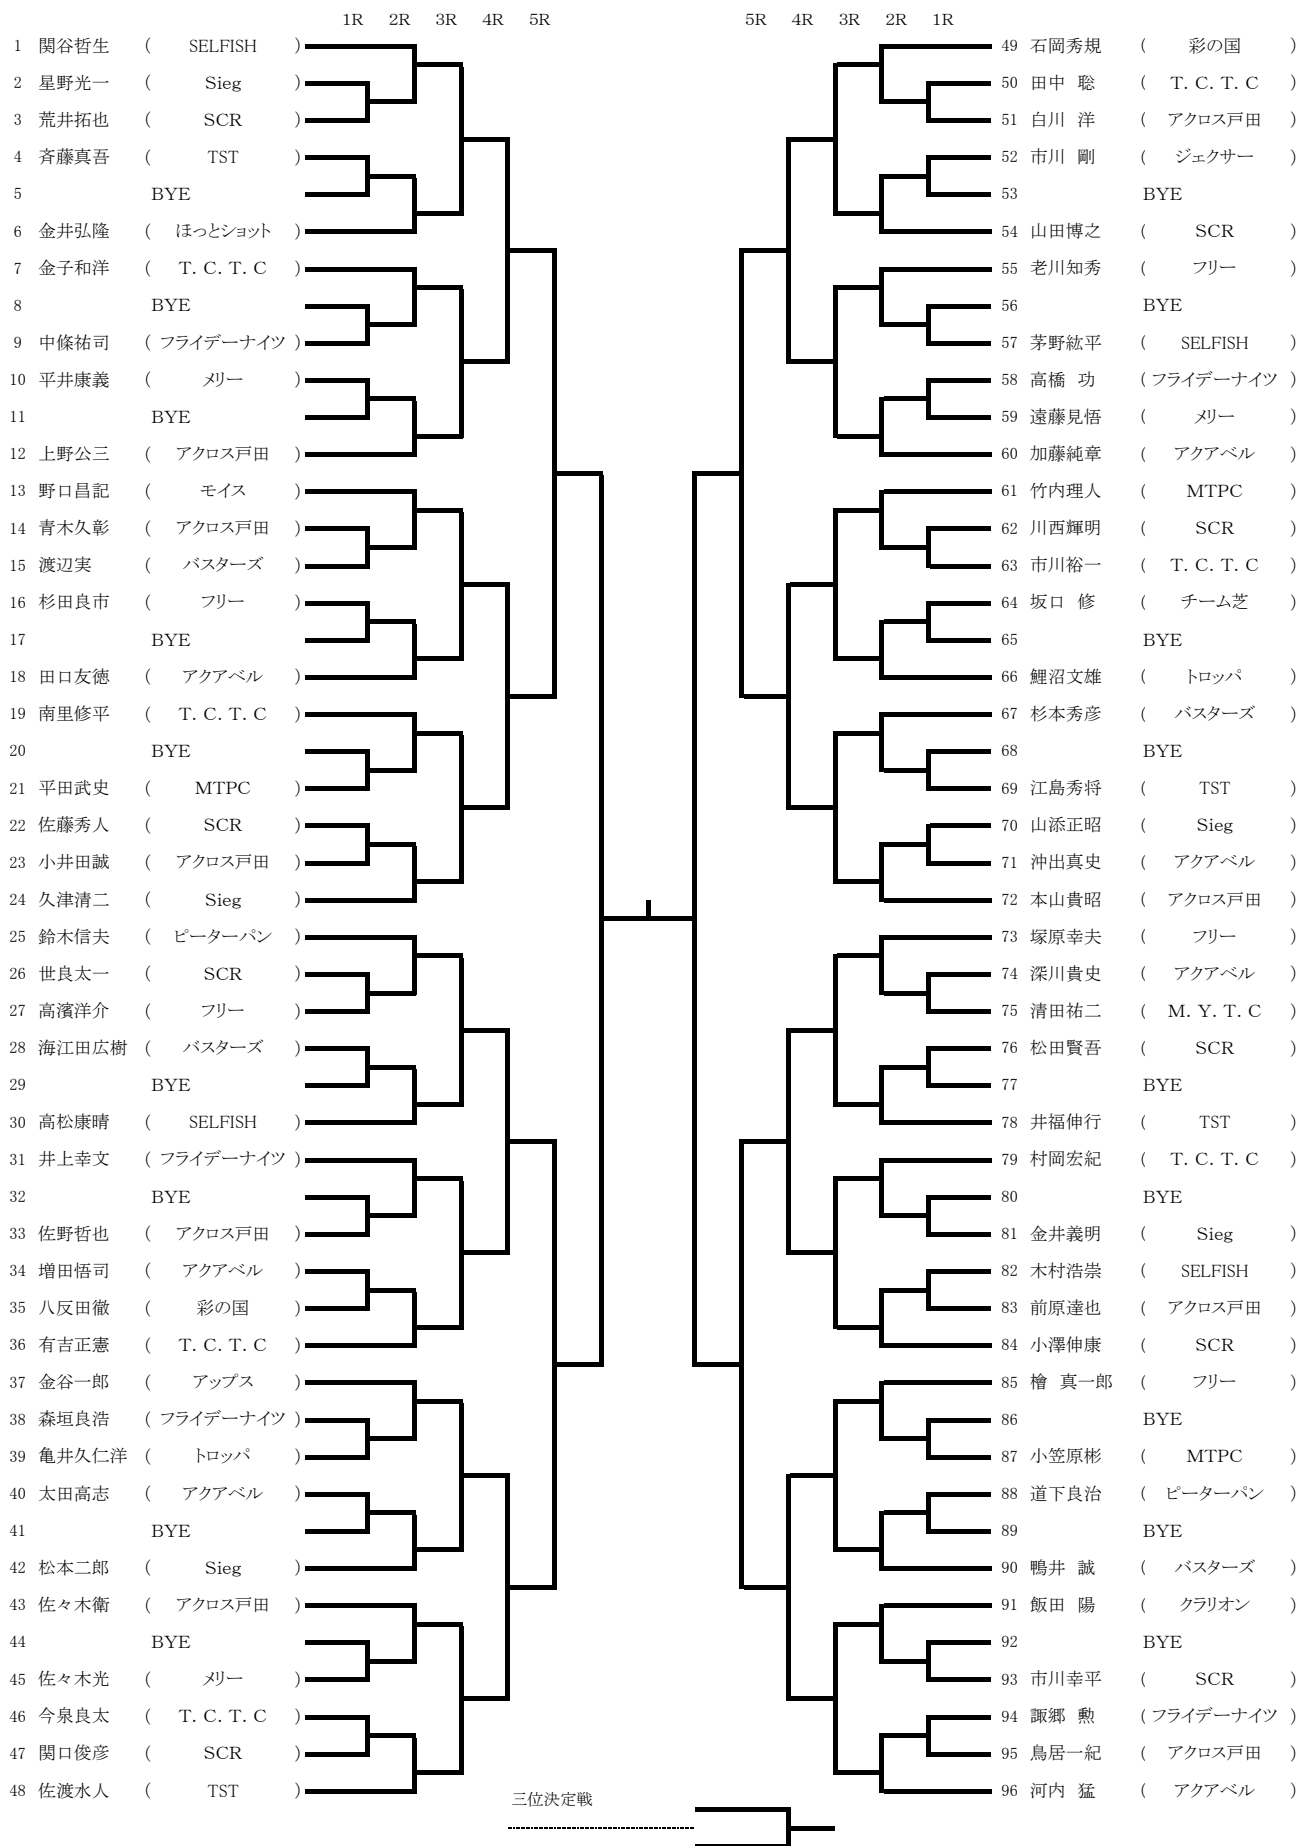 1R 2R 3R 4R 5R 5R 4R 3R 2R 1R
1 関谷哲生 ( SELFISH )
2 星野光一 ( Sieg )
3 荒井拓也 ( SCR )
4 斉藤真吾 ( TST )
5 BYE
6 金井弘隆 ( ほっとショット )
7 金子和洋 ( T.C.T.C )
8 BYE
9 中條祐司 ( フライデーナイツ )
10 平井康義 ( メリー )
11 BYE
12 上野公三 ( アクロス戸田 )
13 野口昌記 ( モイス )
14 青木久彰 ( アクロス戸田 )
15 渡辺実 ( バスターズ )
16 杉田良市 ( フリー )
17 BYE
18 田口友徳 ( アクアベル )
19 南里修平 ( T.C.T.C )
20 BYE
21 平田武史 ( MTPC )
22 佐藤秀人 ( SCR )
23 小井田誠 ( アクロス戸田 )
24 久津清二 ( Sieg )
25 鈴木信夫 ( ピーターパン )
26 世良太一 ( SCR )
27 高濱洋介 ( フリー )
28 海江田広樹 ( バスターズ )
29 BYE
30 高松康晴 ( SELFISH )
31 井上幸文 ( フライデーナイツ )
32 BYE
33 佐野哲也 ( アクロス戸田 )
34 増田悟司 ( アクアベル )
35 八反田徹 ( 彩の国 )
36 有吉正憲 ( T.C.T.C )
37 金谷一郎 ( アップス )
38 森垣良浩 ( フライデーナイツ )
39 亀井久仁洋 ( トロッパ )
40 太田高志 ( アクアベル )
41 BYE
42 松本二郎 ( Sieg )
43 佐々木衛 ( アクロス戸田 )
44 BYE
45 佐々木光 ( メリー )
46 今泉良太 ( T.C.T.C )
47 関口俊彦 ( SCR )
48 佐渡水人 ( TST )
49 石岡秀規 ( 彩の国 )
50 田中 聡 ( T.C.T.C )
51 白川 洋 ( アクロス戸田 )
52 市川 剛 ( ジェクサー )
53 BYE
54 山田博之 ( SCR )
55 老川知秀 ( フリー )
56 BYE
57 茅野紘平 ( SELFISH )
58 高橋 功 ( フライデーナイツ )
59 遠藤見悟 ( メリー )
60 加藤純章 ( アクアベル )
61 竹内理人 ( MTPC )
62 川西輝明 ( SCR )
63 市川裕一 ( T.C.T.C )
64 坂口 修 ( チーム芝 )
65 BYE
66 鯉沼文雄 ( トロッパ )
67 杉本秀彦 ( バスターズ )
68 BYE
69 江島秀将 ( TST )
70 山添正昭 ( Sieg )
71 沖出真史 ( アクアベル )
72 本山貴昭 ( アクロス戸田 )
73 塚原幸夫 ( フリー )
74 深川貴史 ( アクアベル )
75 清田祐二 ( M.Y.T.C )
76 松田賢吾 ( SCR )
77 BYE
78 井福伸行 ( TST )
79 村岡宏紀 ( T.C.T.C )
80 BYE
81 金井義明 ( Sieg )
82 木村浩崇 ( SELFISH )
83 前原達也 ( アクロス戸田 )
84 小澤伸康 ( SCR )
85 檜 真一郎 ( フリー )
86 BYE
87 小笠原彬 ( MTPC )
88 道下良治 ( ピーターパン )
89 BYE
90 鴨井 誠 ( バスターズ )
91 飯田 陽 ( クラリオン )
92 BYE
93 市川幸平 ( SCR )
94 諏郷 勲 ( フライデーナイツ )
95 鳥居一紀 ( アクロス戸田 )
96 河内 猛 ( アクアベル )
三位決定戦